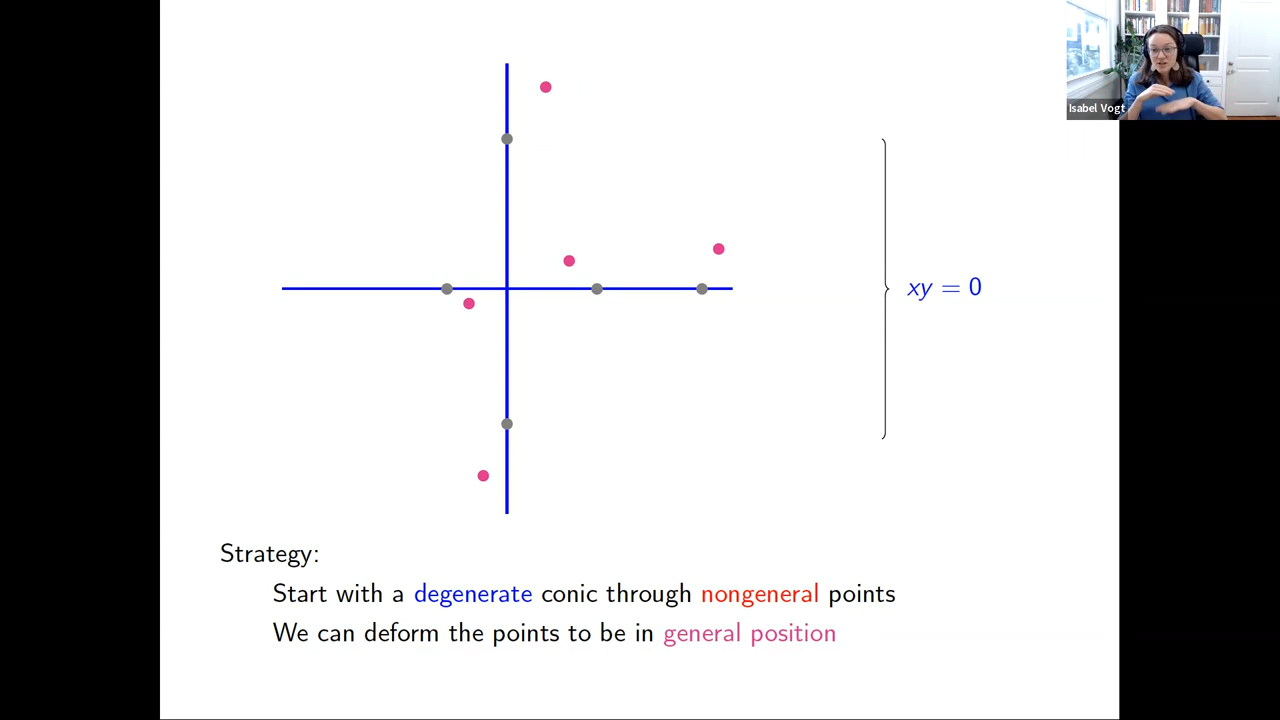 Isabel Vogt
xy = 0
Strategy:
Start with a degenerate conic through nongeneral points
We can deform the points to be in general position